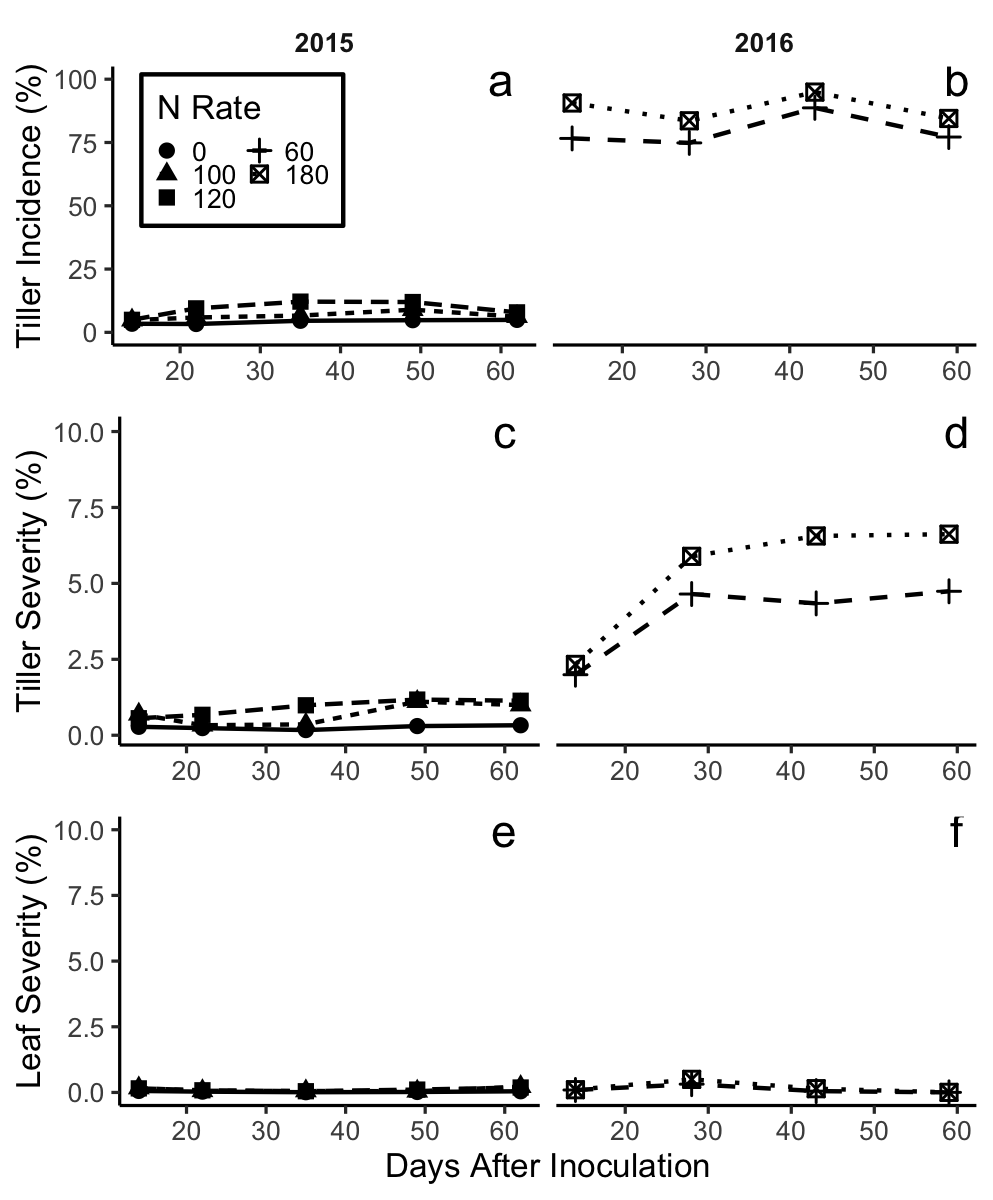 2015 2016
Tiller Incidence (%)
100
75
50
25
0
N Rate
0 60
100 180
120
a
b
20 30 40 50 60 20 30 40 50 60
Tiller Severity (%)
10.0
7.5
5.0
2.5
0.0
c
d
20 30 40 50 60 20 30 40 50 60
Leaf Severity (%)
10.0
7.5
5.0
2.5
0.0
e
f
20 30 40 50 60 20 30 40 50 60
Days After Inoculation